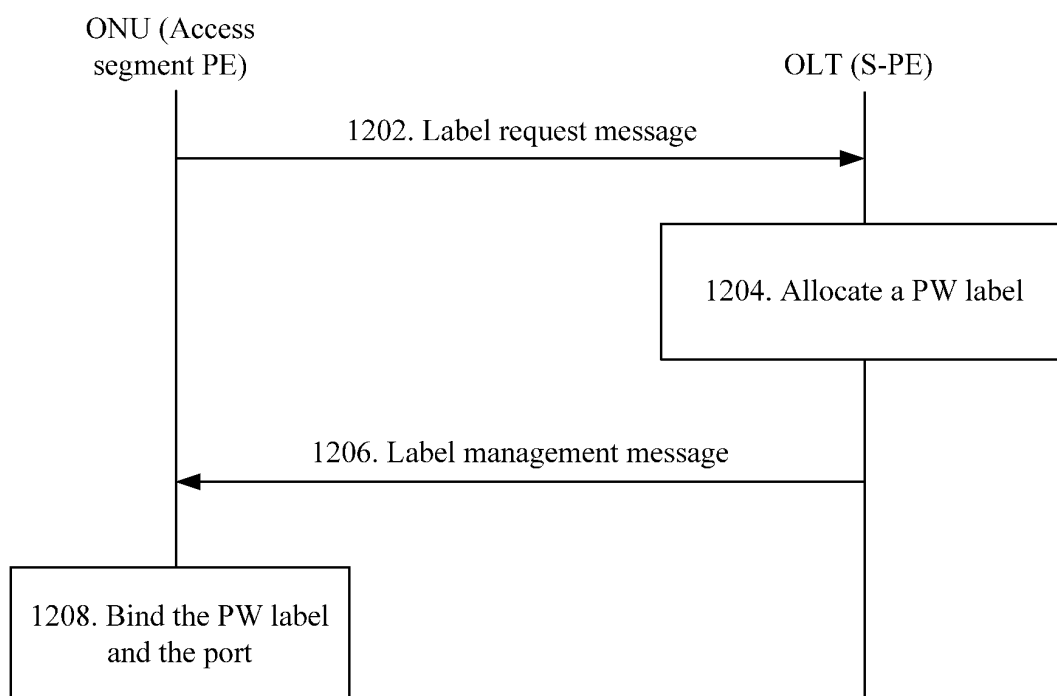 ONU (Access
segment PE)
OLT (S-PE)
1202. Label request message
1204. Allocate a PW label
1206. Label management message
1208. Bind the PW label
and the port